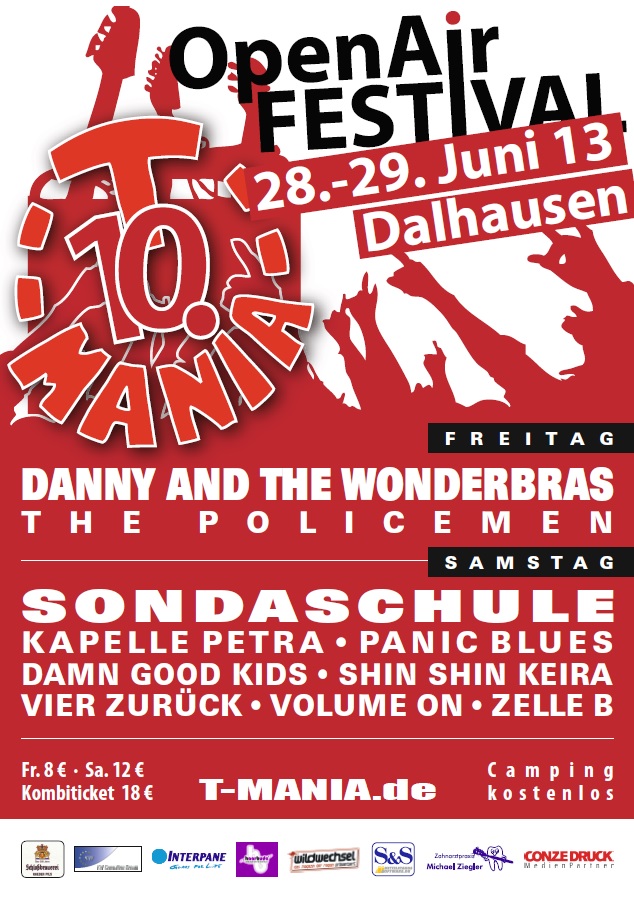 OpenAir
FESTIVAL
28.-29. Juni 13
Dalhausen
T
10.
MANIA
FREITAG
DANNY AND THE WONDERBRAS
THE POLICEMEN
SAMSTAG
SONDASCHULE
KAPELLE PETRA • PANIC BLUES
DAMN GOOD KIDS • SHIN SHIN KEIRA
VIER ZURÜCK • VOLUME ON • ZELLE B
Fr. 8 € · Sa. 12 €
Kombiticket 18 €
T-MANIA.de
Camping
kostenlos
Schloßbrauerei
INTERPANE
wildwechsel
S&S
Zahnarztpraxis
Michael Ziegler
CONZE DRUCK
MedienPartner